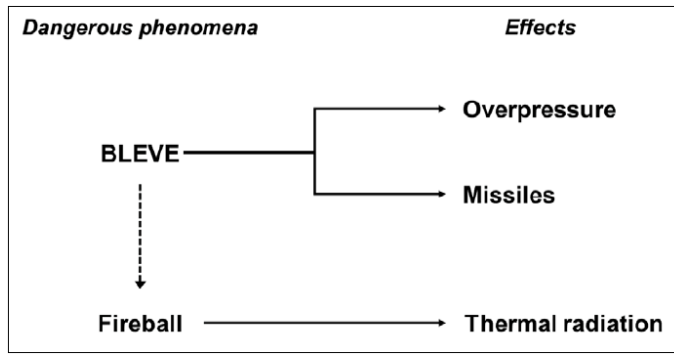 Dangerous phenomena Effects
Overpressure
BLEVE
Missiles
Fireball Thermal radiation